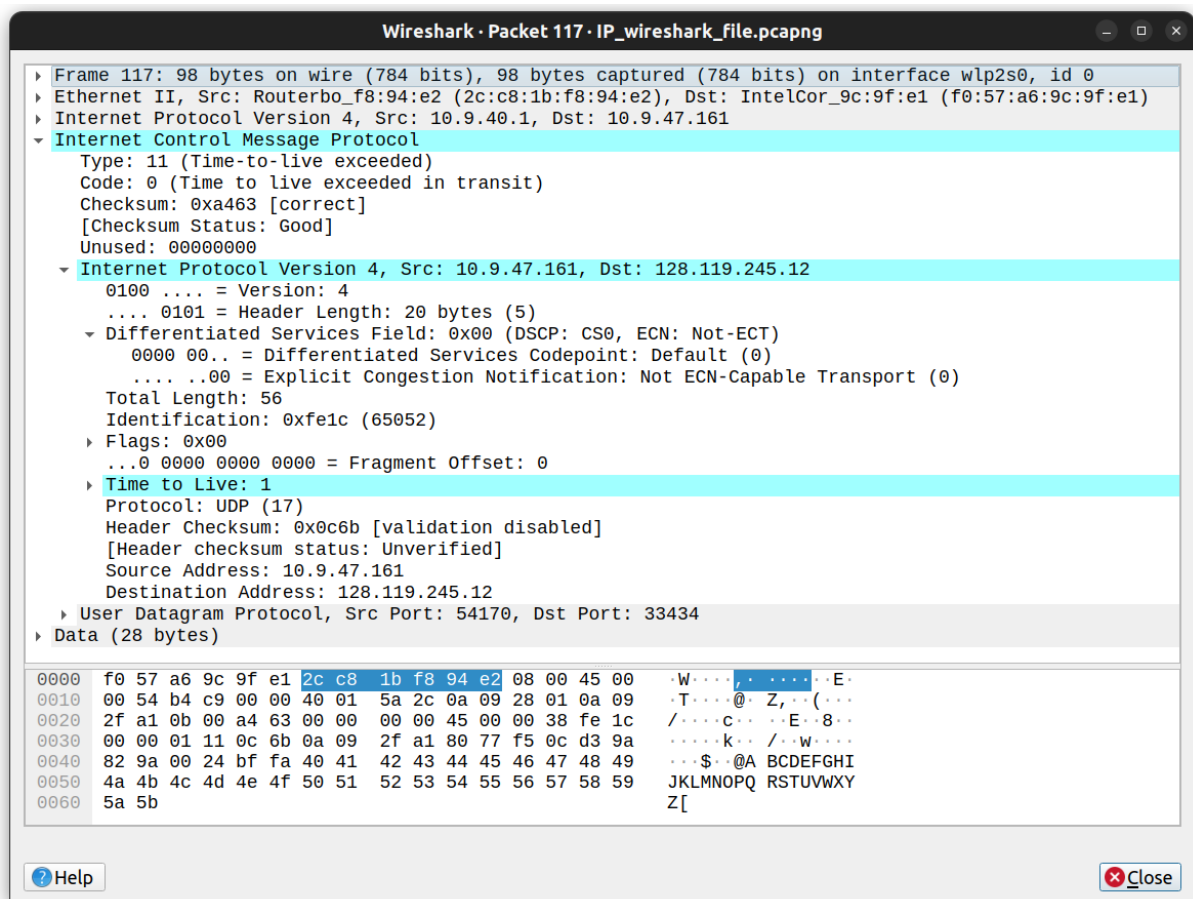 Wireshark · Packet 117 · IP_wireshark_file.pcapng
Frame 117: 98 bytes on wire (784 bits), 98 bytes captured (784 bits) on interface wlp2s0, id 0
Ethernet II, Src: Routerbo_f8:94:e2 (2c:c8:1b:f8:94:e2), Dst: IntelCor_9c:9f:e1 (f0:57:a6:9c:9f:e1)
Internet Protocol Version 4, Src: 10.9.40.1, Dst: 10.9.47.161
Internet Control Message Protocol
Type: 11 (Time-to-live exceeded)
Code: 0 (Time to live exceeded in transit)
Checksum: 0xa463 [correct]
[Checksum Status: Good]
Unused: 00000000
Internet Protocol Version 4, Src: 10.9.47.161, Dst: 128.119.245.12
0100 .... = Version: 4
.... 0101 = Header Length: 20 bytes (5)
Differentiated Services Field: 0x00 (DSCP: CS0, ECN: Not-ECT)
0000 00.. = Differentiated Services Codepoint: Default (0)
.... ..00 = Explicit Congestion Notification: Not ECN-Capable Transport (0)
Total Length: 56
Identification: 0xfe1c (65052)
Flags: 0x00
...0 0000 0000 0000 = Fragment Offset: 0
Time to Live: 1
Protocol: UDP (17)
Header Checksum: 0x0c6b [validation disabled]
[Header checksum status: Unverified]
Source Address: 10.9.47.161
Destination Address: 128.119.245.12
User Datagram Protocol, Src Port: 54170, Dst Port: 33434
Data (28 bytes)
0000 f0 57 a6 9c 9f e1 2c c8 1b f8 94 e2 08 00 45 00 ·W····,· ······E·
0010 00 54 b4 c9 00 00 40 01 5a 2c 0a 09 28 01 0a 09 ·T····@· Z,··(···
0020 2f a1 0b 00 a4 63 00 00 00 00 45 00 00 38 fe 1c /····c·· ··E··8··
0030 00 00 01 11 0c 6b 0a 09 2f a1 80 77 f5 0c d3 9a ·····k·· /··w····
0040 82 9a 00 24 bf fa 40 41 42 43 44 45 46 47 48 49 ···$··@A BCDEFGHI
0050 4a 4b 4c 4d 4e 4f 50 51 52 53 54 55 56 57 58 59 JKLMNOPQ RSTUVWXY
0060 5a 5b Z[
Help Close